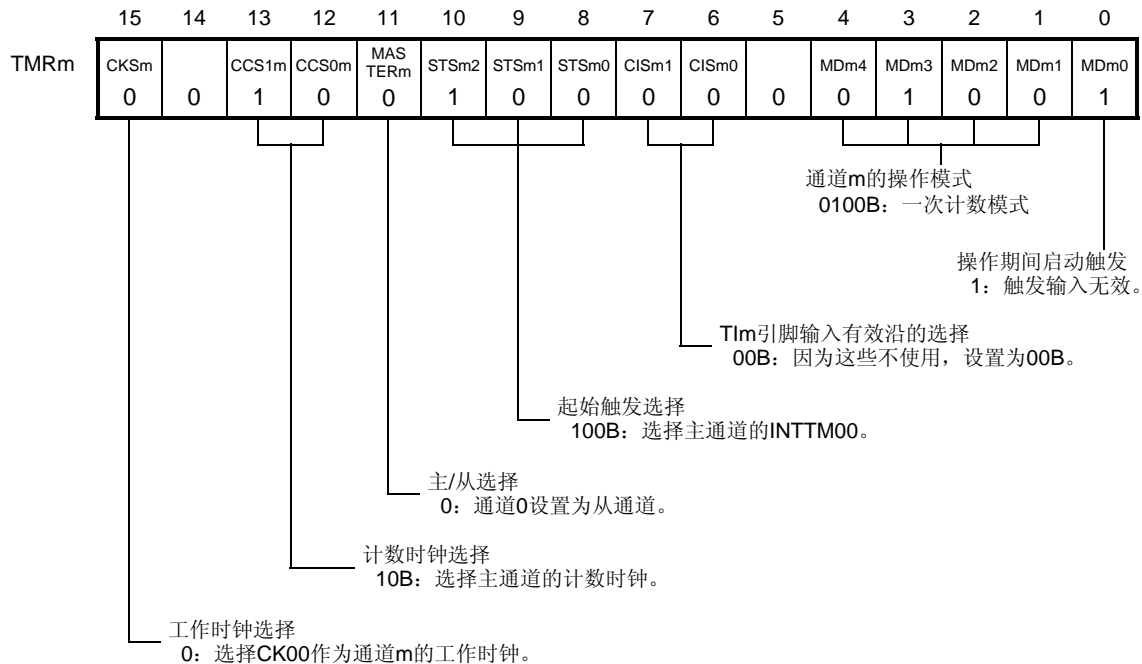 15 14 13 12 11 10 9 8 7 6 5 4 3 2 1 0
TMRm CKSm CCS1m CCS0m MAS TERm STSm2 STSm1 STSm0 CISm1 CISm0 MDm4 MDm3 MDm2 MDm1 MDm0
0 0 1 0 0 1 0 0 0 0 0 0 1 0 0 1
通道m的操作模式
0100B：一次计数模式
操作期间启动触发
1：触发输入无效。
TIm引脚输入有效沿的选择
00B：因为这些不使用，设置为00B。
起始触发选择
100B：选择主通道的INTTM00。
主/从选择
0：通道0设置为从通道。
计数时钟选择
10B：选择主通道的计数时钟。
工作时钟选择
0：选择CK00作为通道m的工作时钟。